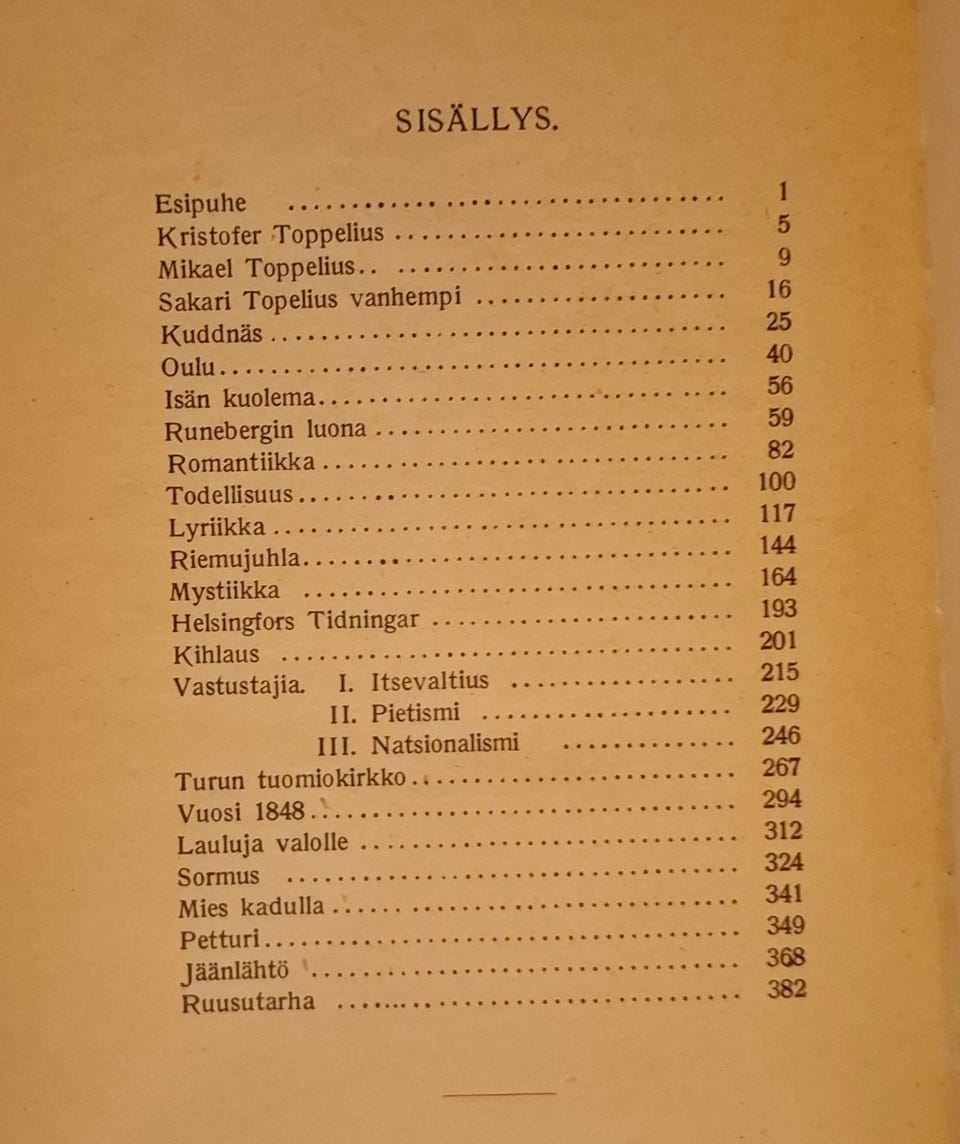 SISÄLLYS.
Esipuhe .................................... 1
Kristofer Toppelius ........................... 5
Mikael Toppelius.. ........................... 9
Sakari Topelius vanhempi .................... 16
Kuddnäs ..................................... 25
Oulu......................................... 40
Isän kuolema................................. 56
Runebergin luona ............................ 59
Romantiikka ................................. 82
Todellisuus.................................. 100
Lyriikka .................................... 117
Riemujuhla................................... 144
Mystiikka ................................... 164
Helsingfors Tidningar ....................... 193
Kihlaus ..................................... 201
Vastustajia. I. Itsevaltius .................. 215
II. Pietismi .................... 229
III. Natsionalismi .............. 246
Turun tuomiokirkko........................... 267
Vuosi 1848................................... 294
Lauluja valolle ............................. 312
Sormus ...................................... 324
Mies kadulla ................................ 341
Petturi...................................... 349
Jäänlähtö ................................... 368
Ruusutarha .................................. 382